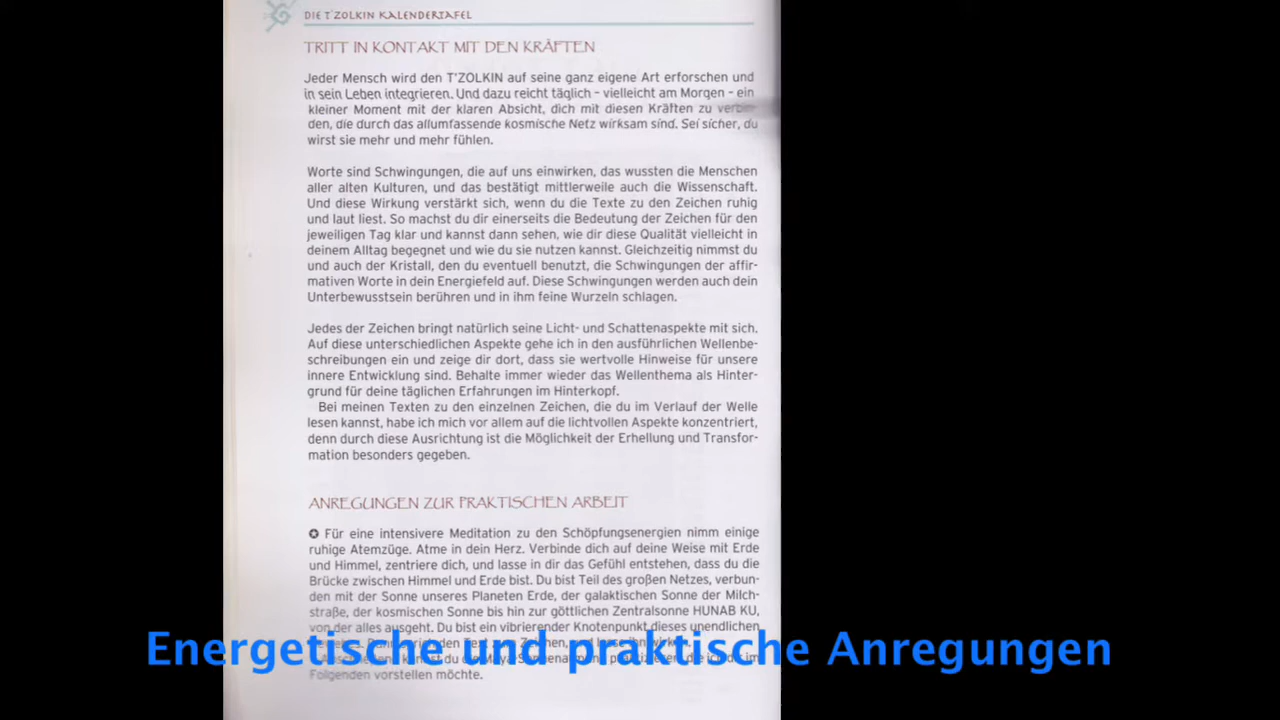 DIE T'ZOLKIN KALENDERTAFEL
TRITT IN KONTAKT MIT DEN KRÄFTEN
Jeder Mensch wird den T'ZOLKIN auf seine ganz eigene Art erforschen und
in sein Leben integrieren. Und dazu reicht täglich – vielleicht am Morgen – ein
kleiner Moment mit der klaren Absicht, dich mit diesen Kräften zu verbin-
den, die durch das allumfassende kosmische Netz wirksam sind. Sei sicher, du
wirst sie mehr und mehr fühlen.
Worte sind Schwingungen, die auf uns einwirken, das wussten die Menschen
aller alten Kulturen, und das bestätigt mittlerweile auch die Wissenschaft.
Und diese Wirkung verstärkt sich, wenn du die Texte zu den Zeichen ruhig
und laut liest. So machst du dir einerseits die Bedeutung der Zeichen für den
jeweiligen Tag klar und kannst dann sehen, wie dir diese Qualität vielleicht in
deinem Alltag begegnet und wie du sie nutzen kannst. Gleichzeitig nimmst du
und auch der Kristall, den du eventuell benutzt, die Schwingungen der affir-
mativen Worte in dein Energiefeld auf. Diese Schwingungen werden auch dein
Unterbewusstsein berühren und in ihm feine Wurzeln schlagen.
Jedes der Zeichen bringt natürlich seine Licht- und Schattenaspekte mit sich.
Auf diese unterschiedlichen Aspekte gehe ich in den ausführlichen Wellenbe-
schreibungen ein und zeige dir dort, dass sie wertvolle Hinweise für unsere
innere Entwicklung sind. Behalte immer wieder das Wellenthema als Hinter-
grund für deine täglichen Erfahrungen im Hinterkopf.
Bei meinen Texten zu den einzelnen Zeichen, die du im Verlauf der Welle
lesen kannst, habe ich mich vor allem auf die lichtvollen Aspekte konzentriert,
denn durch diese Ausrichtung ist die Möglichkeit der Erhellung und Transfor-
mation besonders gegeben.
ANREGUNGEN ZUR PRAKTISCHEN ARBEIT
✪ Für eine intensivere Meditation zu den Schöpfungsenergien nimm einige
ruhige Atemzüge. Atme in dein Herz. Verbinde dich auf deine Weise mit Erde
und Himmel, zentriere dich, und lasse in dir das Gefühl entstehen, dass du die
Brücke zwischen Himmel und Erde bist. Du bist Teil des großen Netzes, verbun-
den mit der Sonne unseres Planeten Erde, der galaktischen Sonne der Milch-
straße, der kosmischen Sonne bis hin zur göttlichen Zentralsonne HUNAB KU,
von der alles ausgeht. Du bist ein vibrierender Knotenpunkt dieses unendlichen
den Text
Folgenden vorstellen möchte.
Energetische und praktische Anregungen